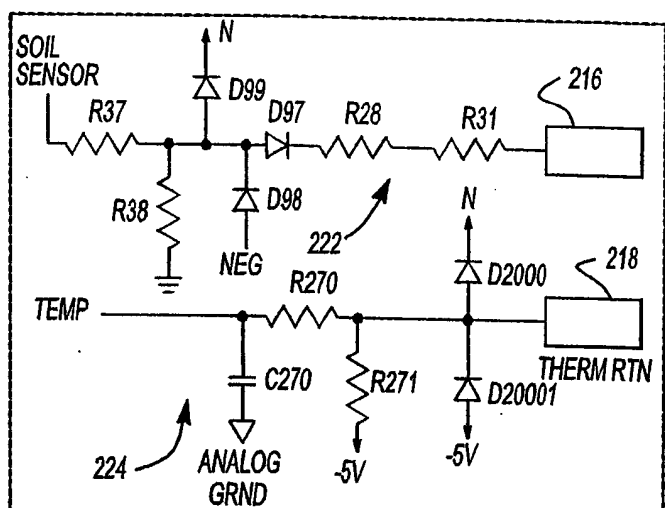 SOIL
SENSOR
N
D99
216
R37
D97
R28
R31
R38
D98
NEG
222
N
R270
D2000
218
TEMP
C270
R271
THERM RTN
D20001
224
ANALOG
GRND
-5V
-5V